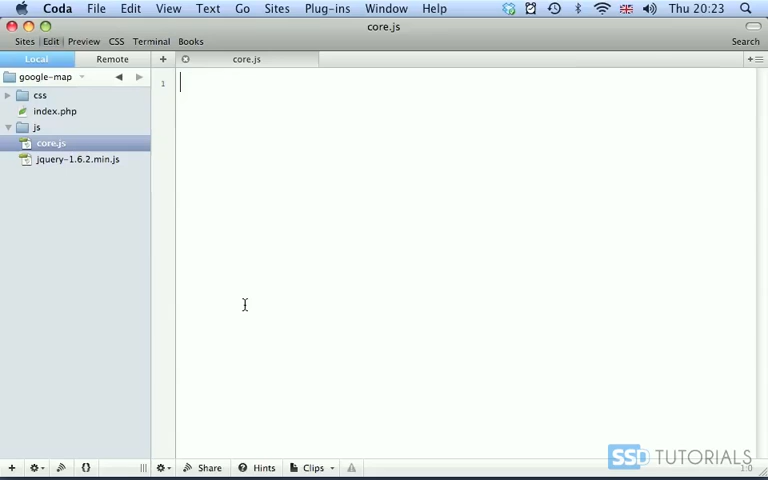 Coda File Edit View Text Go Sites Plug-ins Window Help Thu 20:23
core.js
Sites Edit Preview CSS Terminal Books Search
Local Remote + core.js
google-map
css
index.php
js
core.js
jquery-1.6.2.min.js
1
Share Hints Clips
SSD TUTORIALS
1:0